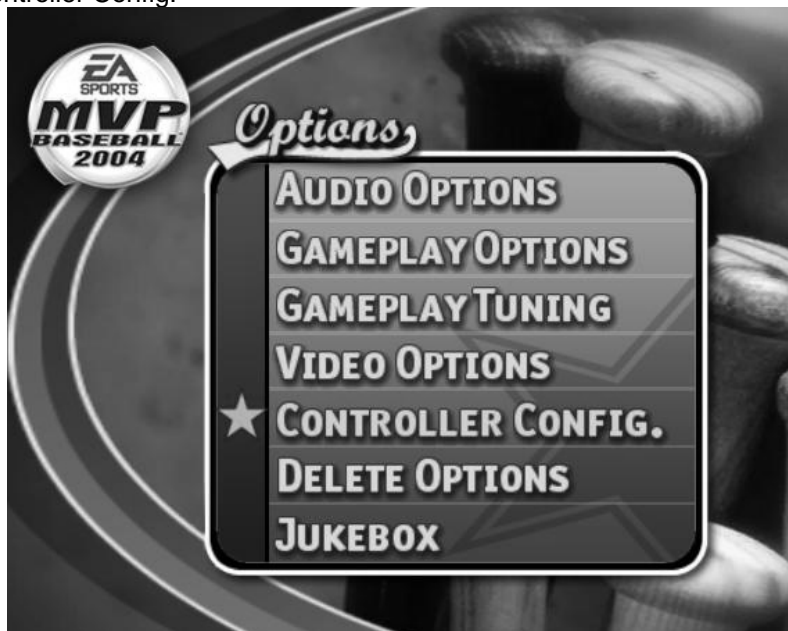 ntroller Config.
EA
SPORTS
MVP
BASEBALL
2004
Options
AUDIO OPTIONS
GAMEPLAY OPTIONS
GAMEPLAY TUNING
VIDEO OPTIONS
CONTROLLER CONFIG.
DELETE OPTIONS
JUKEBOX